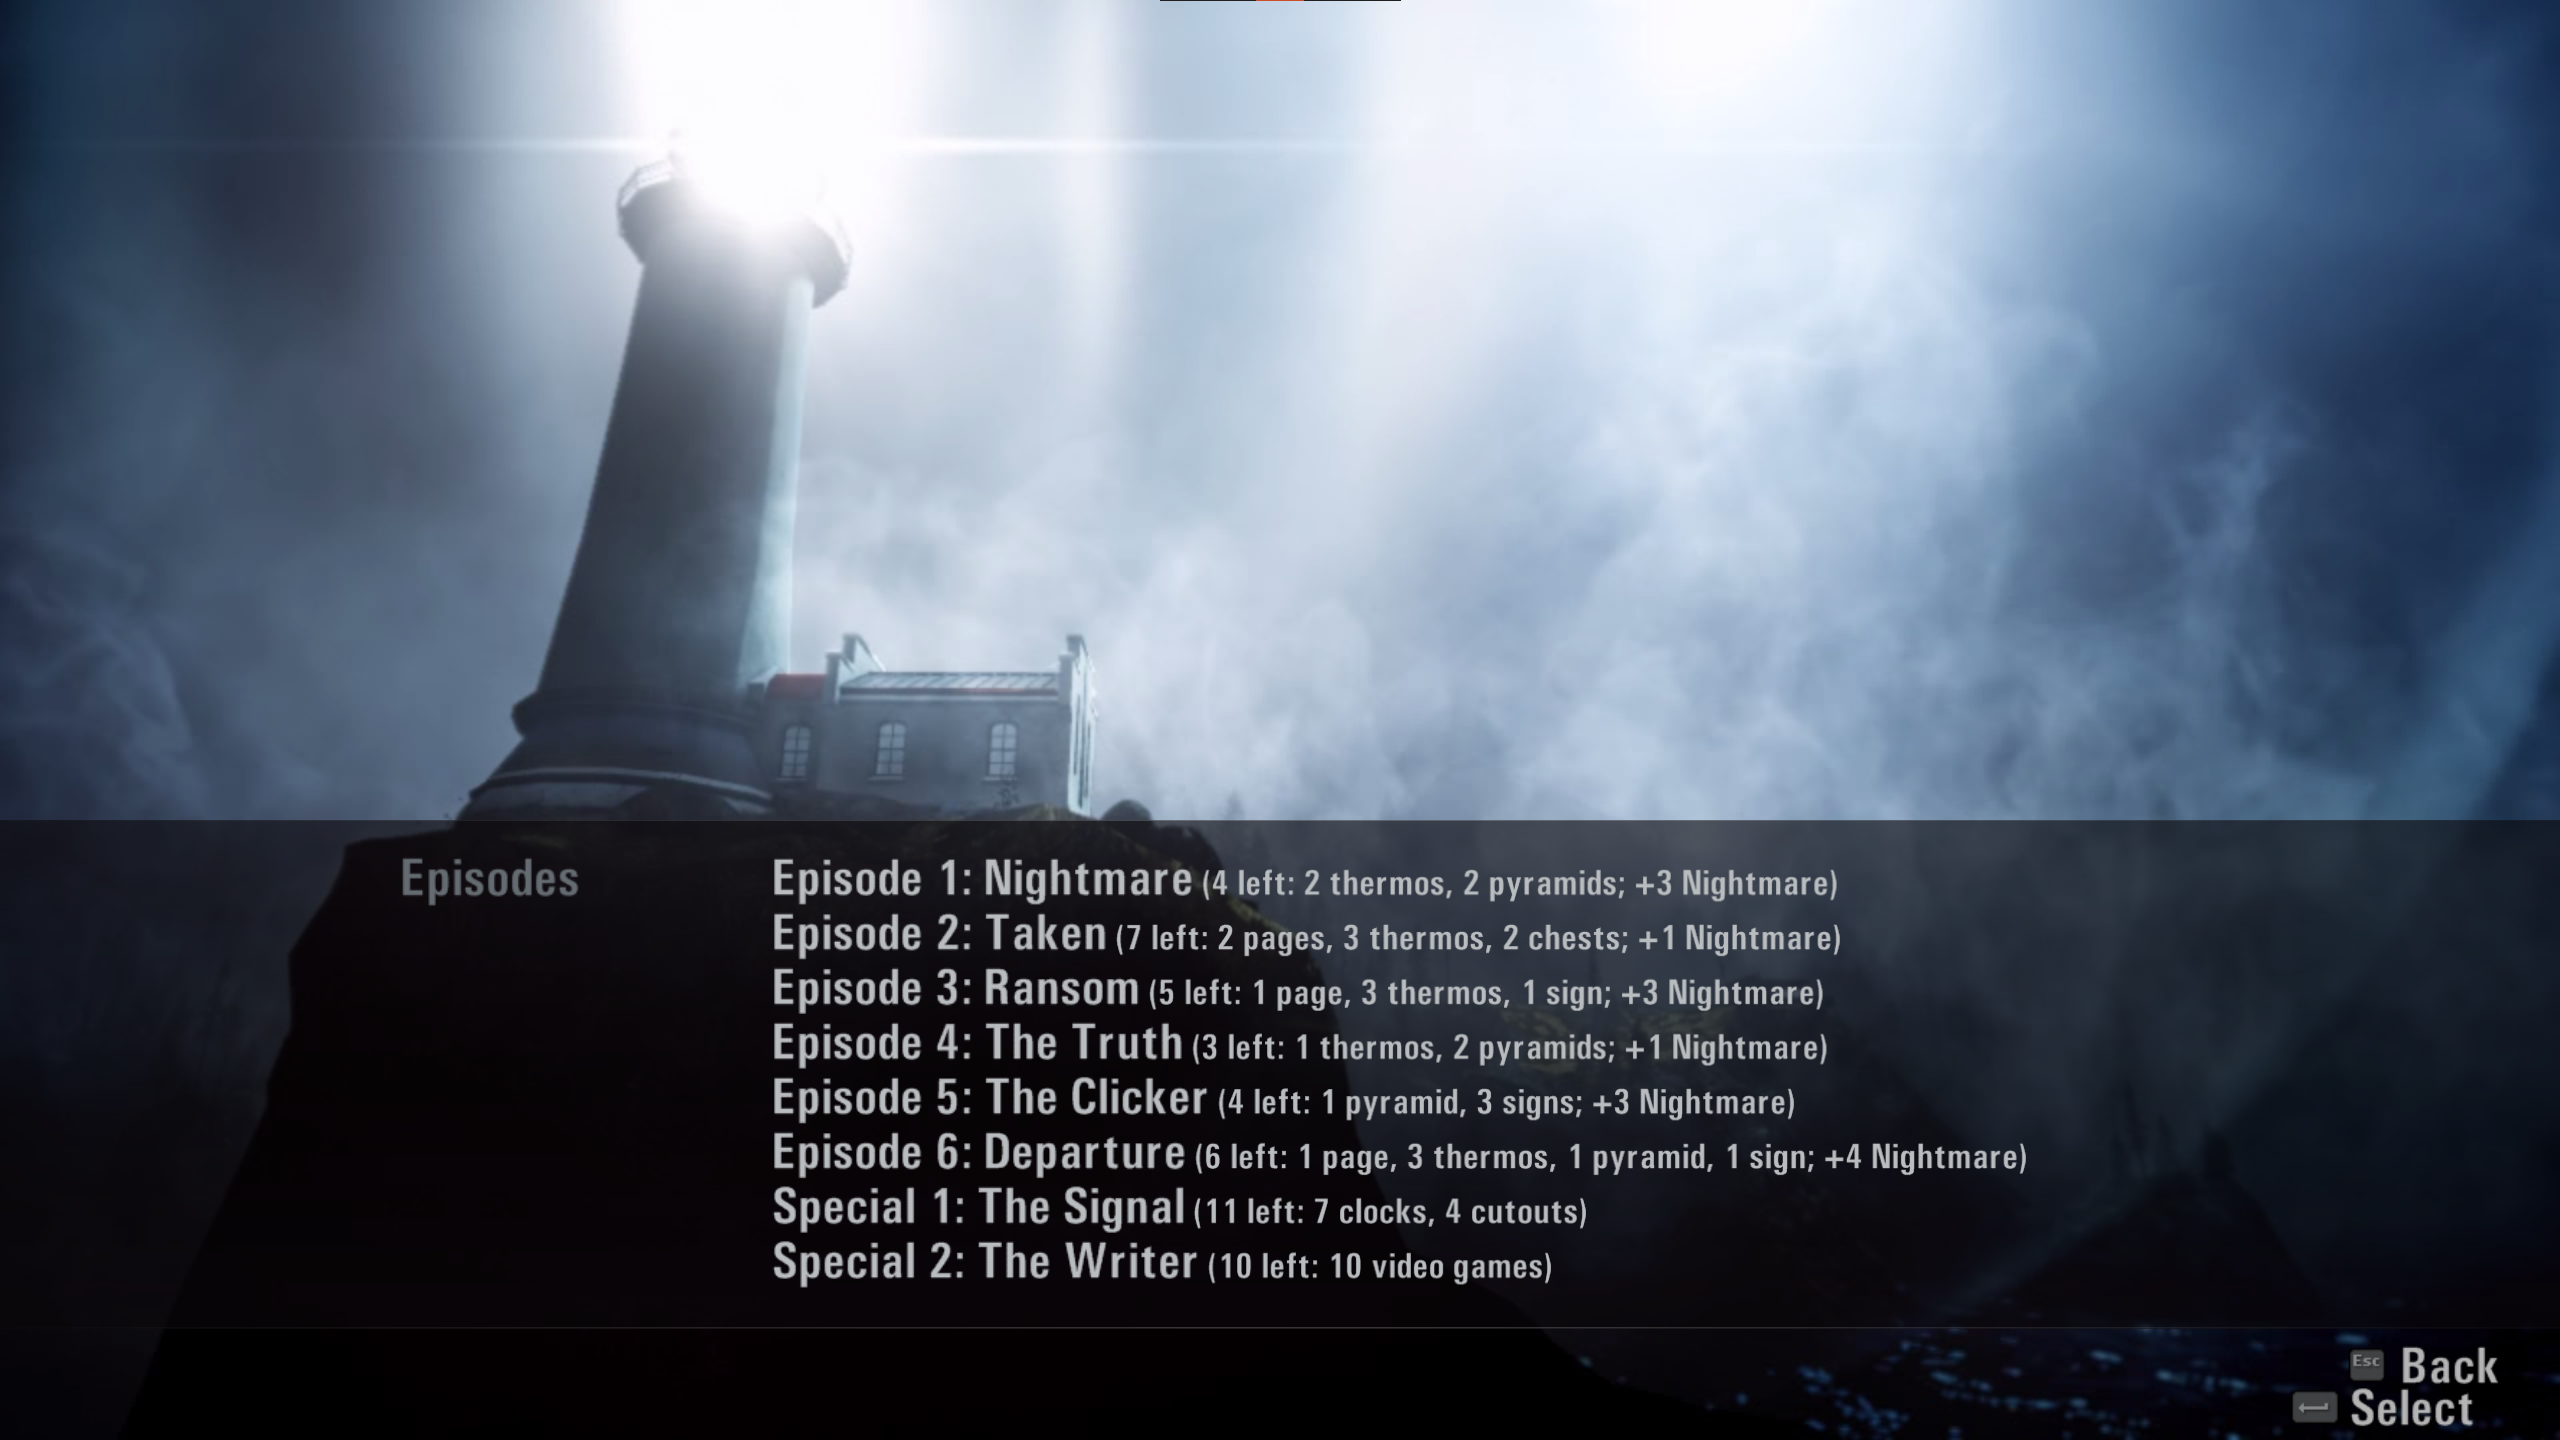 Episodes
Episode 1: Nightmare (4 left: 2 thermos, 2 pyramids; +3 Nightmare)
Episode 2: Taken (7 left: 2 pages, 3 thermos, 2 chests; +1 Nightmare)
Episode 3: Ransom (5 left: 1 page, 3 thermos, 1 sign; +3 Nightmare)
Episode 4: The Truth (3 left: 1 thermos, 2 pyramids; +1 Nightmare)
Episode 5: The Clicker (4 left: 1 pyramid, 3 signs; +3 Nightmare)
Episode 6: Departure (6 left: 1 page, 3 thermos, 1 pyramid, 1 sign; +4 Nightmare)
Special 1: The Signal (11 left: 7 clocks, 4 cutouts)
Special 2: The Writer (10 left: 10 video games)
Esc Back
Select